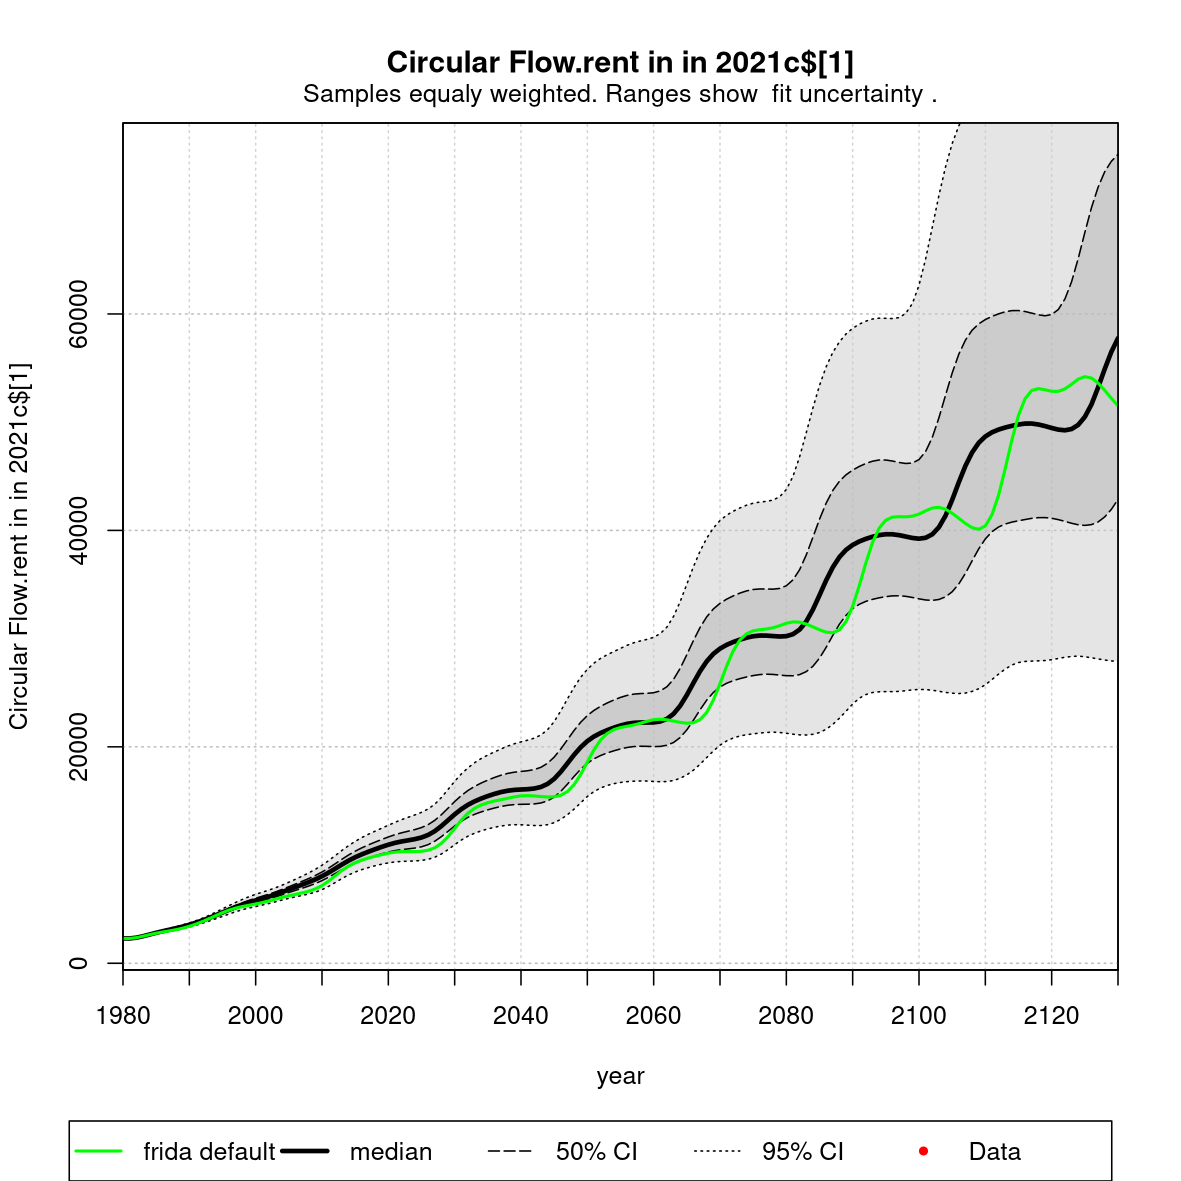 Circular Flow.rent in in 2021c$[1]
Samples equaly weighted. Ranges show  fit uncertainty .
Circular Flow.rent in in 2021c$[1]
60000
40000
20000
0
1980 2000 2020 2040 2060 2080 2100 2120
year
frida default median 50% CI 95% CI Data